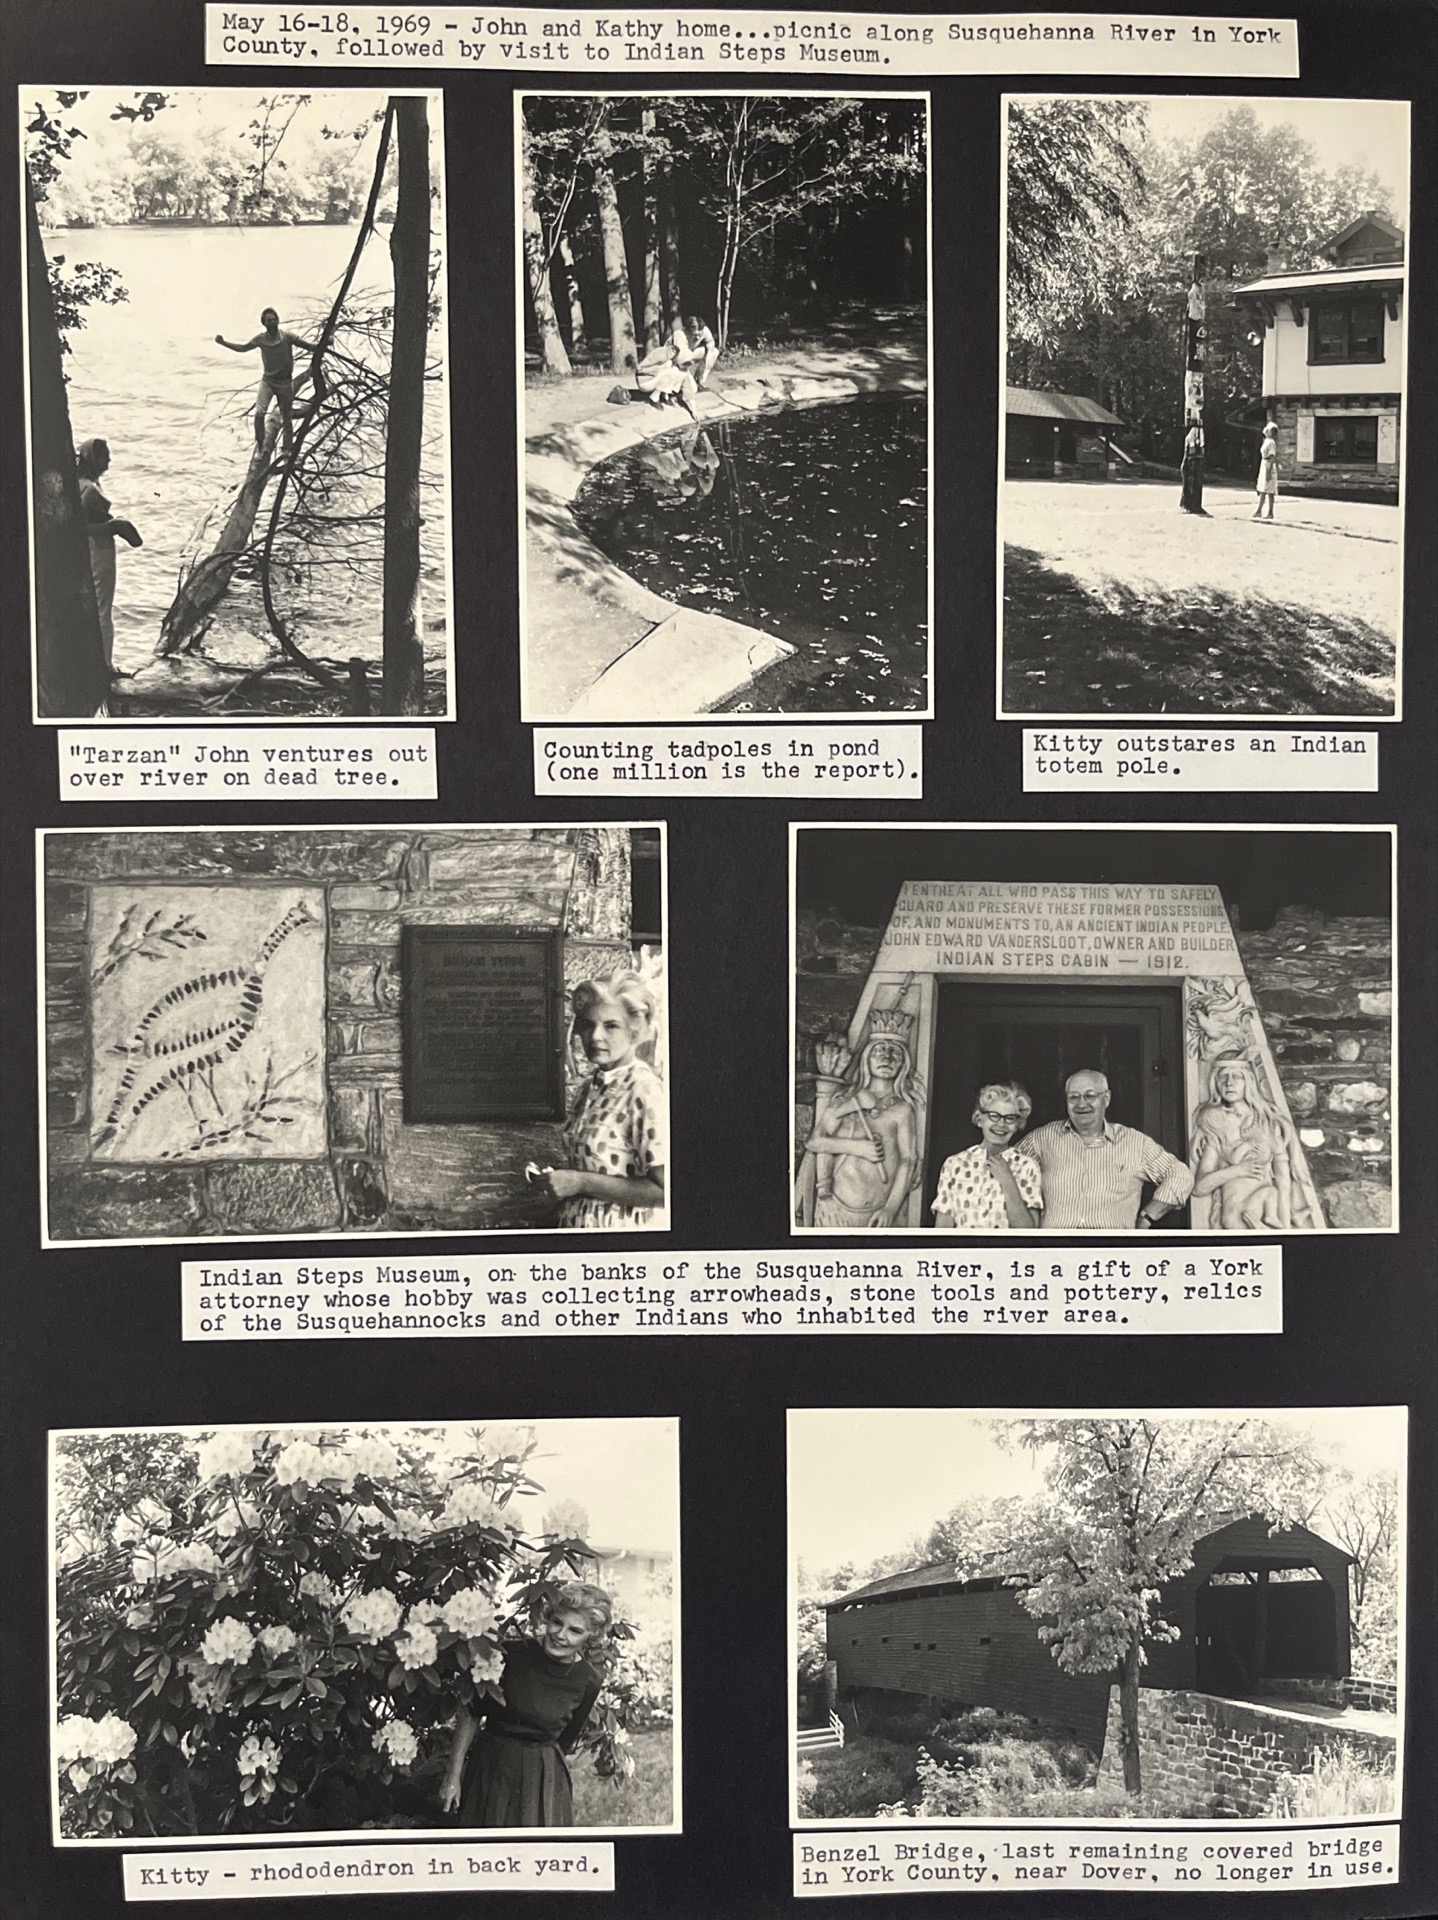 May 16-18, 1969 - John and Kathy home...picnic along Susquehanna River in York
County, followed by visit to Indian Steps Museum.
"Tarzan" John ventures out
over river on dead tree.
Counting tadpoles in pond
(one million is the report).
Kitty outstares an Indian
totem pole.
INDIAN STEPS
I ENTREAT ALL WHO PASS THIS WAY TO SAFELY
GUARD AND PRESERVE THESE FORMER POSSESSIONS
OF, AND MONUMENTS TO, AN ANCIENT INDIAN PEOPLE.
JOHN EDWARD VANDERSLOOT, OWNER AND BUILDER
INDIAN STEPS CABIN — 1912.
Indian Steps Museum, on the banks of the Susquehanna River, is a gift of a York
attorney whose hobby was collecting arrowheads, stone tools and pottery, relics
of the Susquehannocks and other Indians who inhabited the river area.
Kitty - rhododendron in back yard.
Benzel Bridge, last remaining covered bridge
in York County, near Dover, no longer in use.